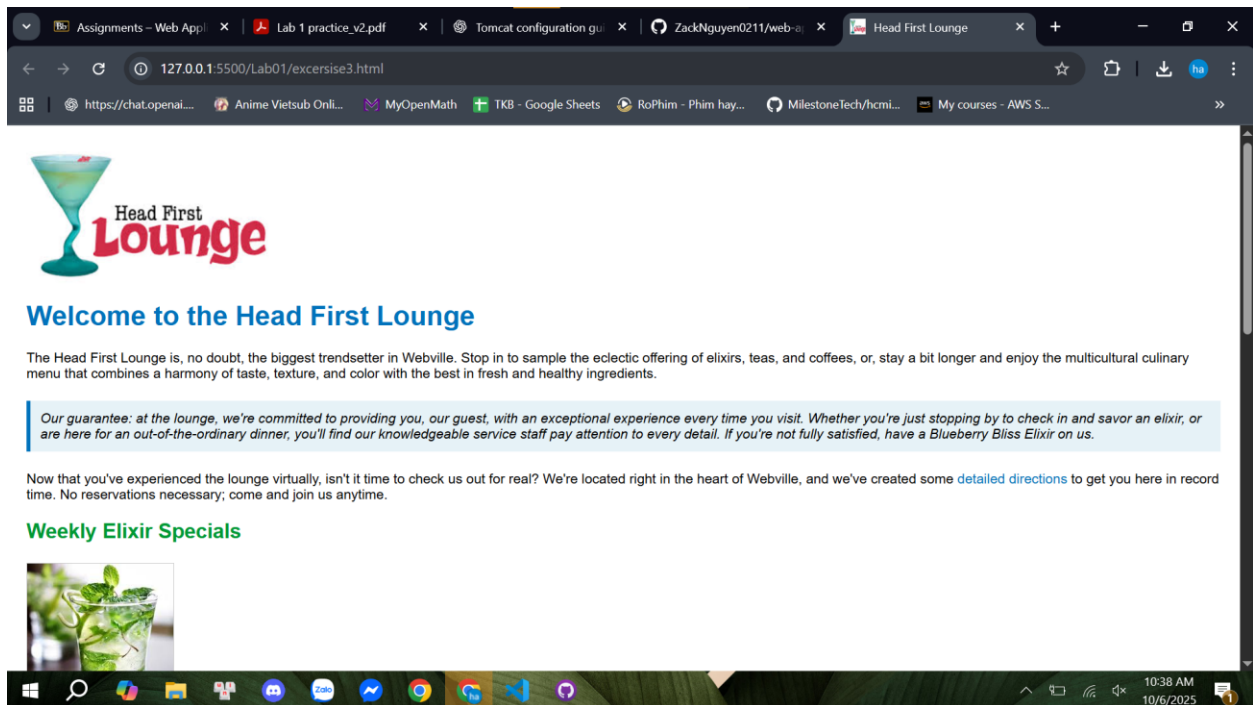 Assignments – Web Appli
Lab 1 practice_v2.pdf
Tomcat configuration gui
ZackNguyen0211/web-ap
Head First Lounge
127.0.0.1:5500/Lab01/excersise3.html
ha
https://chat.openai....
Anime Vietsub Onli...
MyOpenMath
TKB - Google Sheets
RoPhim - Phim hay...
MilestoneTech/hcmi...
My courses - AWS S...
»
Head First
Lounge
Welcome to the Head First Lounge
The Head First Lounge is, no doubt, the biggest trendsetter in Webville. Stop in to sample the eclectic offering of elixirs, teas, and coffees, or, stay a bit longer and enjoy the multicultural culinary
menu that combines a harmony of taste, texture, and color with the best in fresh and healthy ingredients.
Our guarantee: at the lounge, we're committed to providing you, our guest, with an exceptional experience every time you visit. Whether you're just stopping by to check in and savor an elixir, or
are here for an out-of-the-ordinary dinner, you'll find our knowledgeable service staff pay attention to every detail. If you're not fully satisfied, have a Blueberry Bliss Elixir on us.
Now that you've experienced the lounge virtually, isn't it time to check us out for real? We're located right in the heart of Webville, and we've created some detailed directions to get you here in record
time. No reservations necessary; come and join us anytime.
Weekly Elixir Specials
Zalo
10:38 AM
10/6/2025
1